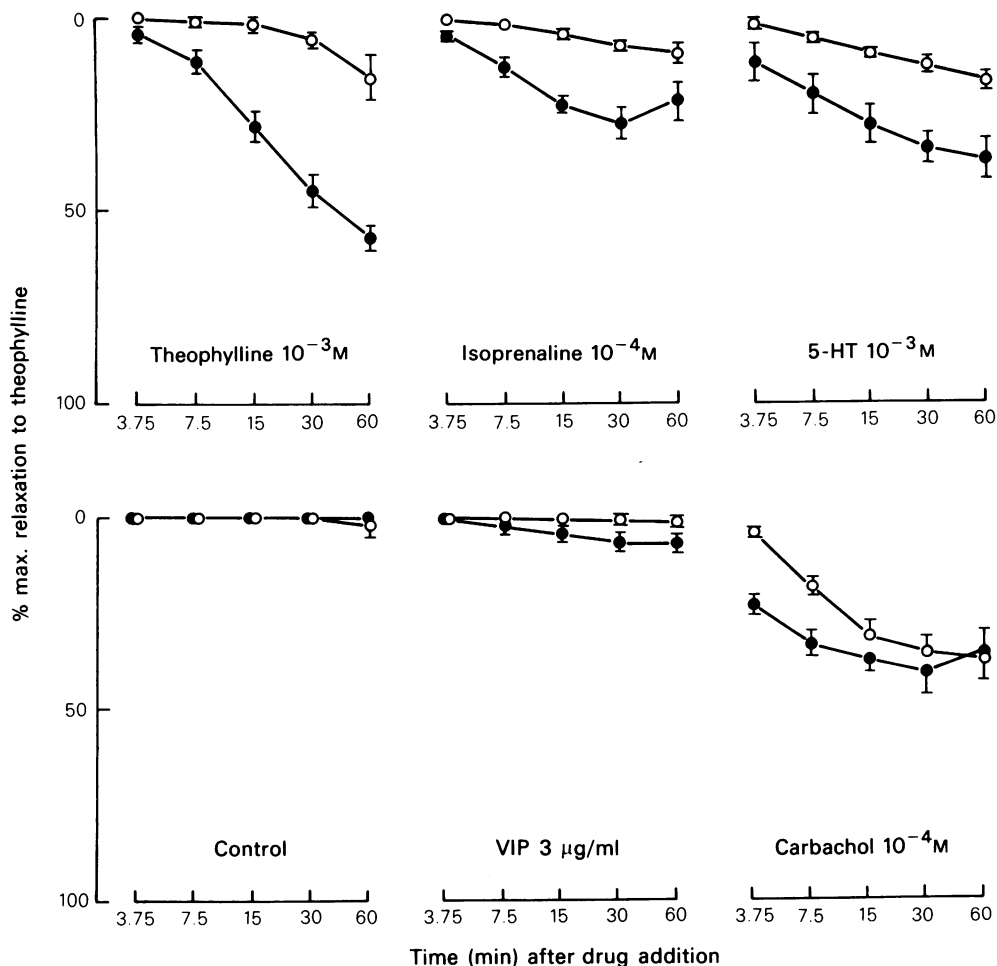 % max. relaxation to theophylline
0
50
100
Theophylline 10⁻³M
3.75 7.5 15 30 60
Isoprenaline 10⁻⁴M
3.75 7.5 15 30 60
5-HT 10⁻³M
3.75 7.5 15 30 60
0
50
100
Control
3.75 7.5 15 30 60
VIP 3 μg/ml
3.75 7.5 15 30 60
Carbachol 10⁻⁴M
3.75 7.5 15 30 60
Time (min) after drug addition